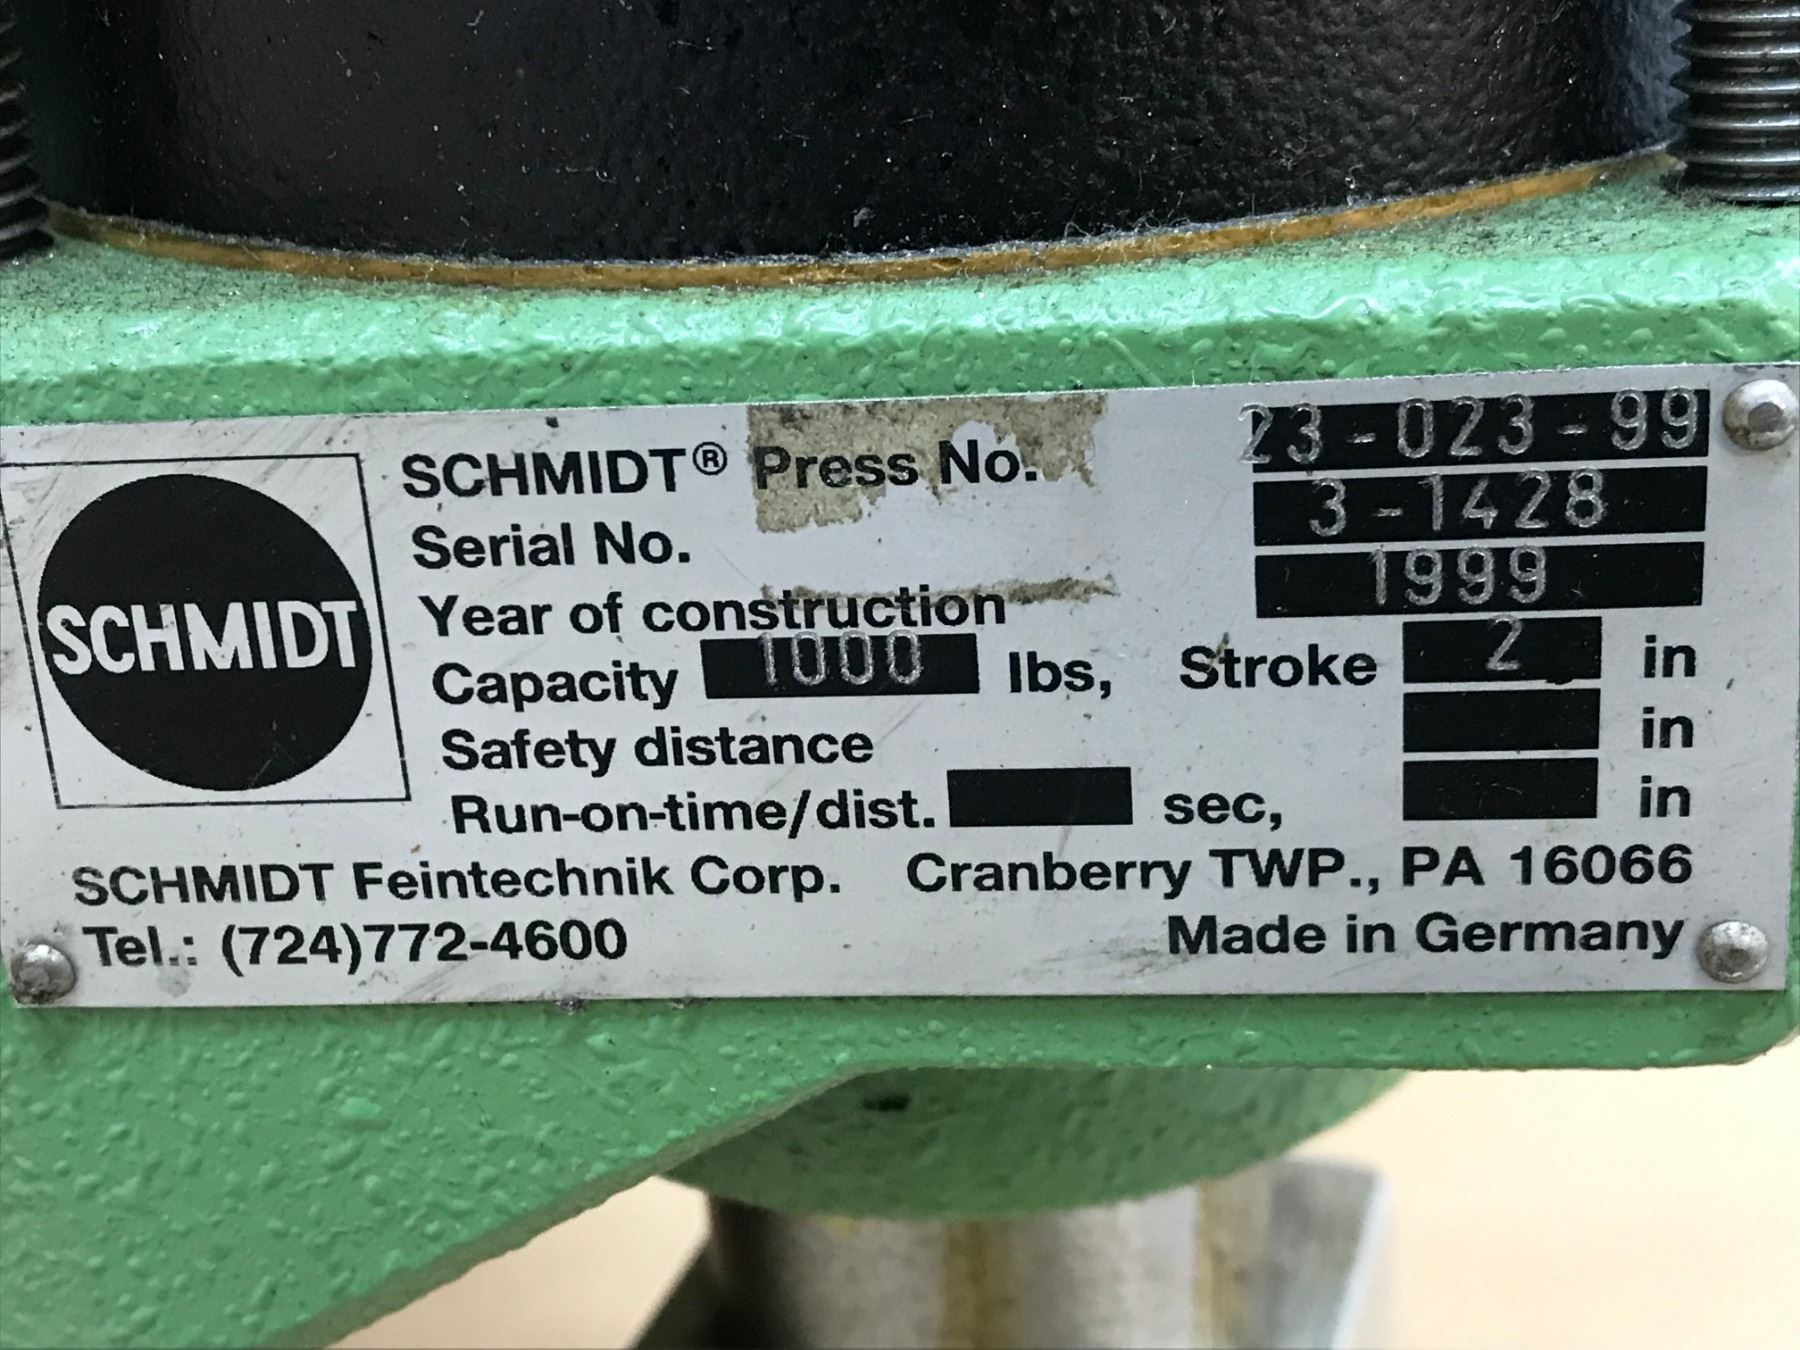 SCHMIDT
SCHMIDT® Press No. 23-023-99
Serial No. 3-1428
Year of construction 1999
Capacity 1000 lbs, Stroke 2 in
Safety distance in
Run-on-time/dist. sec, in
SCHMIDT Feintechnik Corp. Cranberry TWP., PA 16066
Tel.: (724)772-4600 Made in Germany